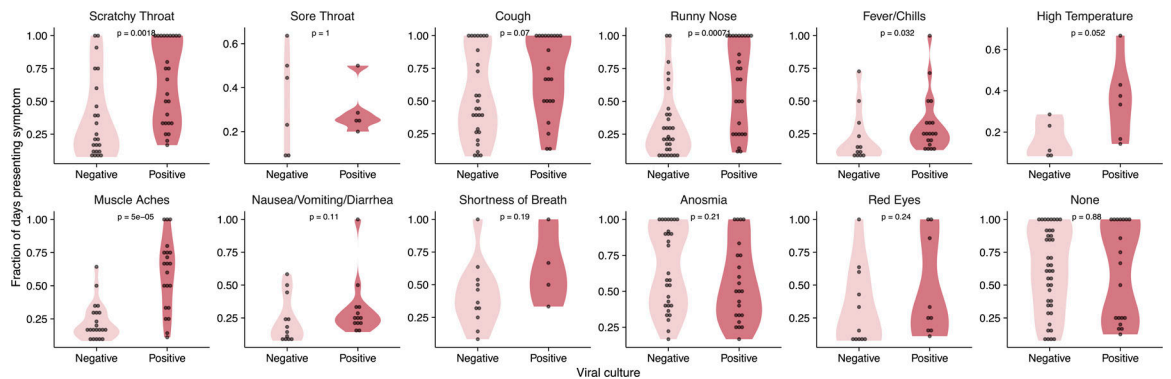 Scratchy Throat Sore Throat Cough Runny Nose Fever/Chills High Temperature
p = 0.0018 p = 1 p = 0.07 p = 0.00071 p = 0.032 p = 0.052
1.00 1.00 1.00 1.00
0.6 0.6
0.75 0.75 0.75 0.75
0.4 0.4
0.50 0.50 0.50 0.50
0.25 0.2 0.25 0.25 0.25 0.2
Negative Positive Negative Positive Negative Positive Negative Positive Negative Positive Negative Positive
Fraction of days presenting symptom
Muscle Aches Nausea/Vomiting/Diarrhea Shortness of Breath Anosmia Red Eyes None
p = 5e−05 p = 0.11 p = 0.19 p = 0.21 p = 0.24 p = 0.88
1.00 1.00 1.00 1.00 1.00 1.00
0.75 0.75 0.75 0.75 0.75 0.75
0.50 0.50 0.50 0.50 0.50 0.50
0.25 0.25 0.25 0.25 0.25 0.25
Negative Positive Negative Positive Negative Positive Negative Positive Negative Positive Negative Positive
Viral culture